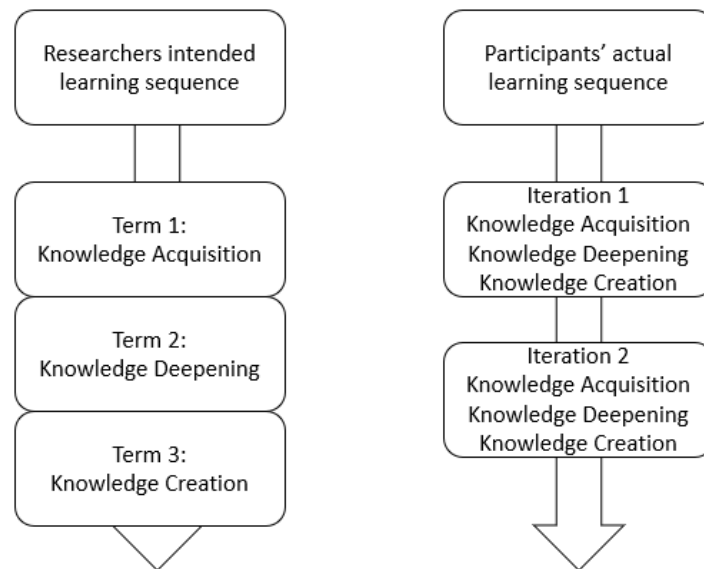 Researchers intended
learning sequence
Term 1:
Knowledge Acquisition
Term 2:
Knowledge Deepening
Term 3:
Knowledge Creation
Participants’ actual
learning sequence
Iteration 1
Knowledge Acquisition
Knowledge Deepening
Knowledge Creation
Iteration 2
Knowledge Acquisition
Knowledge Deepening
Knowledge Creation